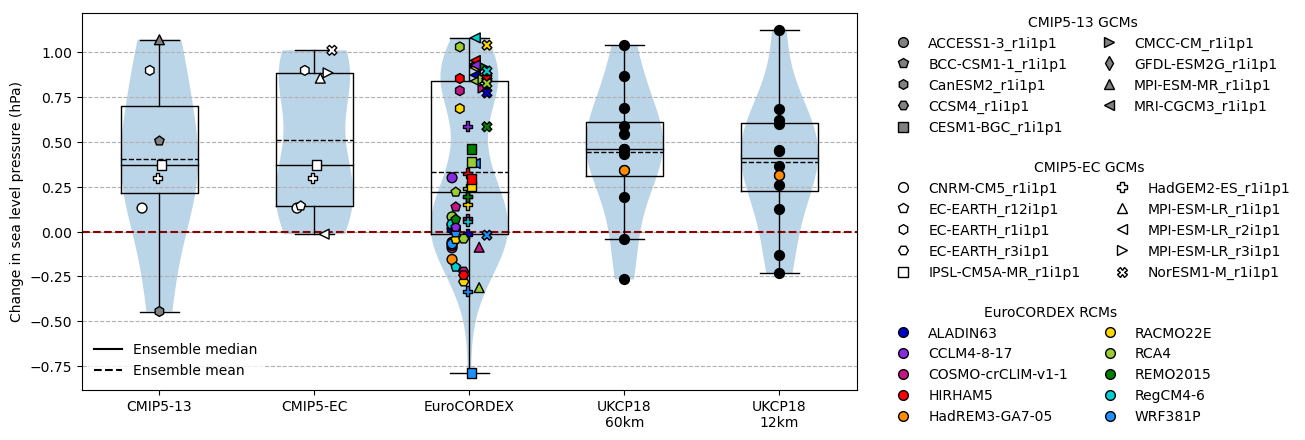 Change in sea level pressure (hPa)
1.00
0.75
0.50
0.25
0.00
−0.25
−0.50
−0.75
Ensemble median
Ensemble mean
CMIP5-13
CMIP5-EC
EuroCORDEX
UKCP18
60km
UKCP18
12km
CMIP5-13 GCMs
ACCESS1-3_r1i1p1
BCC-CSM1-1_r1i1p1
CanESM2_r1i1p1
CCSM4_r1i1p1
CESM1-BGC_r1i1p1
CMCC-CM_r1i1p1
GFDL-ESM2G_r1i1p1
MPI-ESM-MR_r1i1p1
MRI-CGCM3_r1i1p1
CMIP5-EC GCMs
CNRM-CM5_r1i1p1
EC-EARTH_r12i1p1
EC-EARTH_r1i1p1
EC-EARTH_r3i1p1
IPSL-CM5A-MR_r1i1p1
HadGEM2-ES_r1i1p1
MPI-ESM-LR_r1i1p1
MPI-ESM-LR_r2i1p1
MPI-ESM-LR_r3i1p1
NorESM1-M_r1i1p1
EuroCORDEX RCMs
ALADIN63
CCLM4-8-17
COSMO-crCLIM-v1-1
HIRHAM5
HadREM3-GA7-05
RACMO22E
RCA4
REMO2015
RegCM4-6
WRF381P